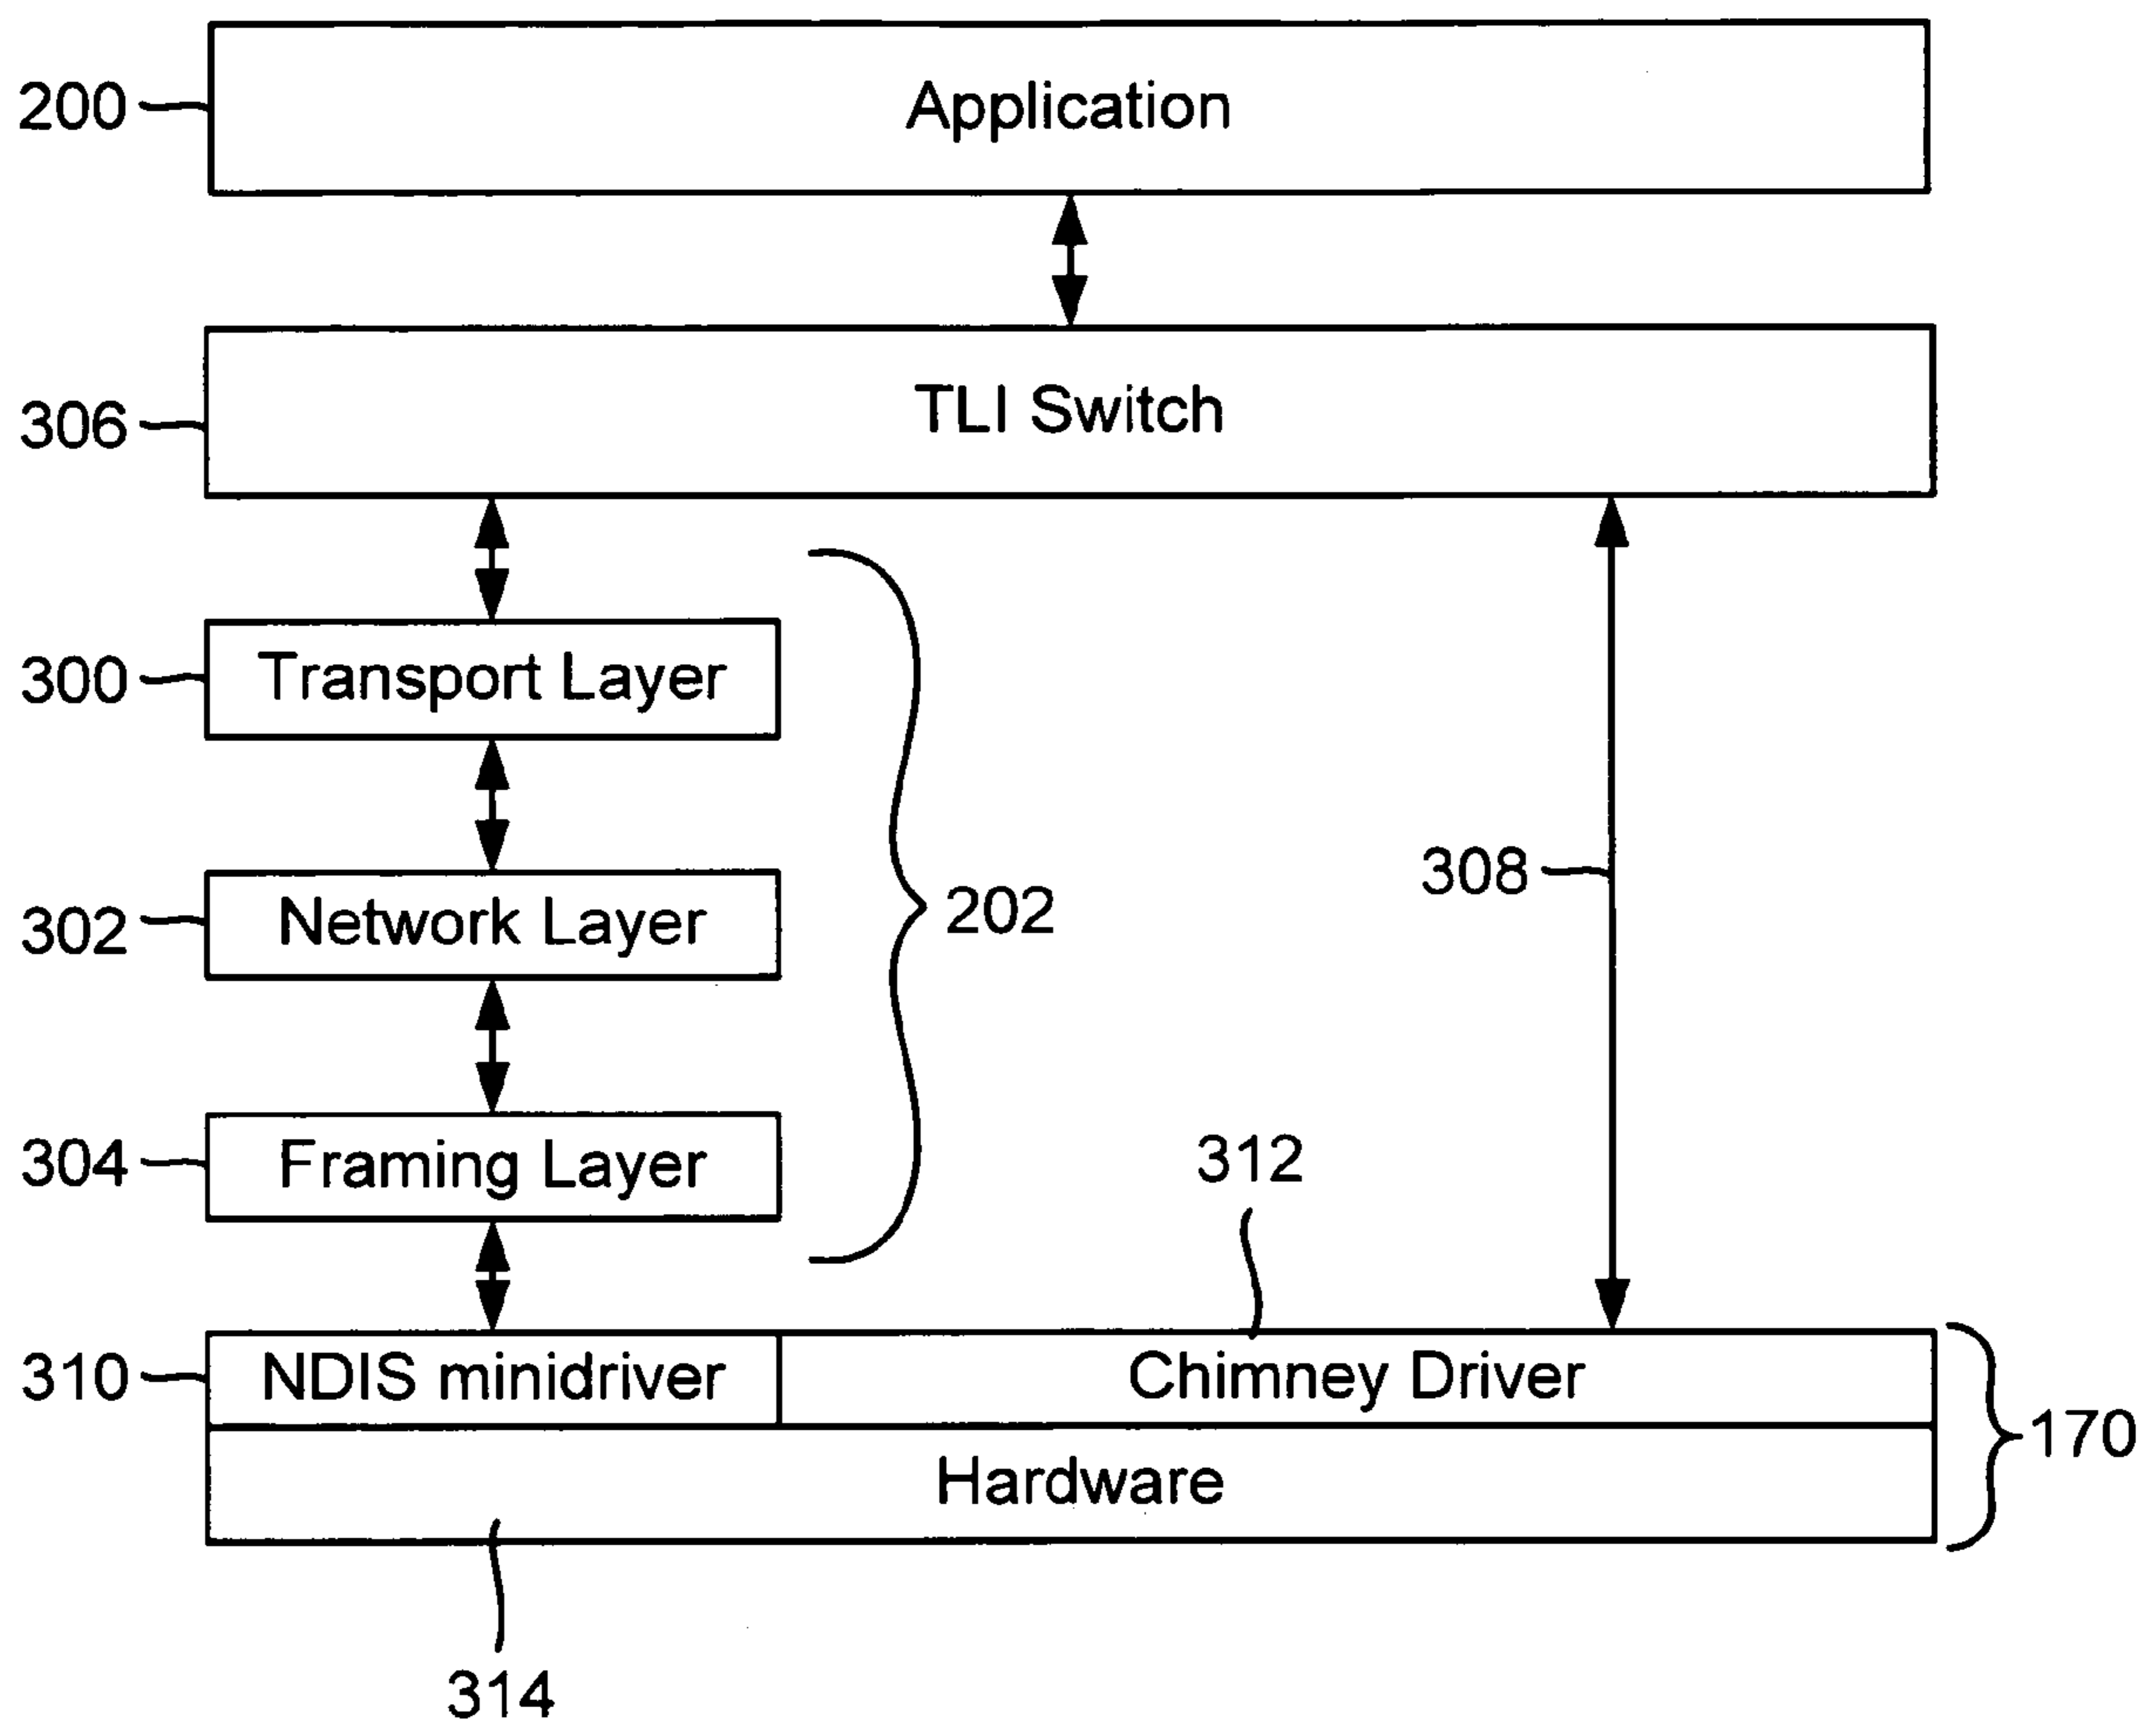 200
Application
306
TLI Switch
300
Transport Layer
302
Network Layer
202
308
304
Framing Layer
312
310
NDIS minidriver
Chimney Driver
170
Hardware
314